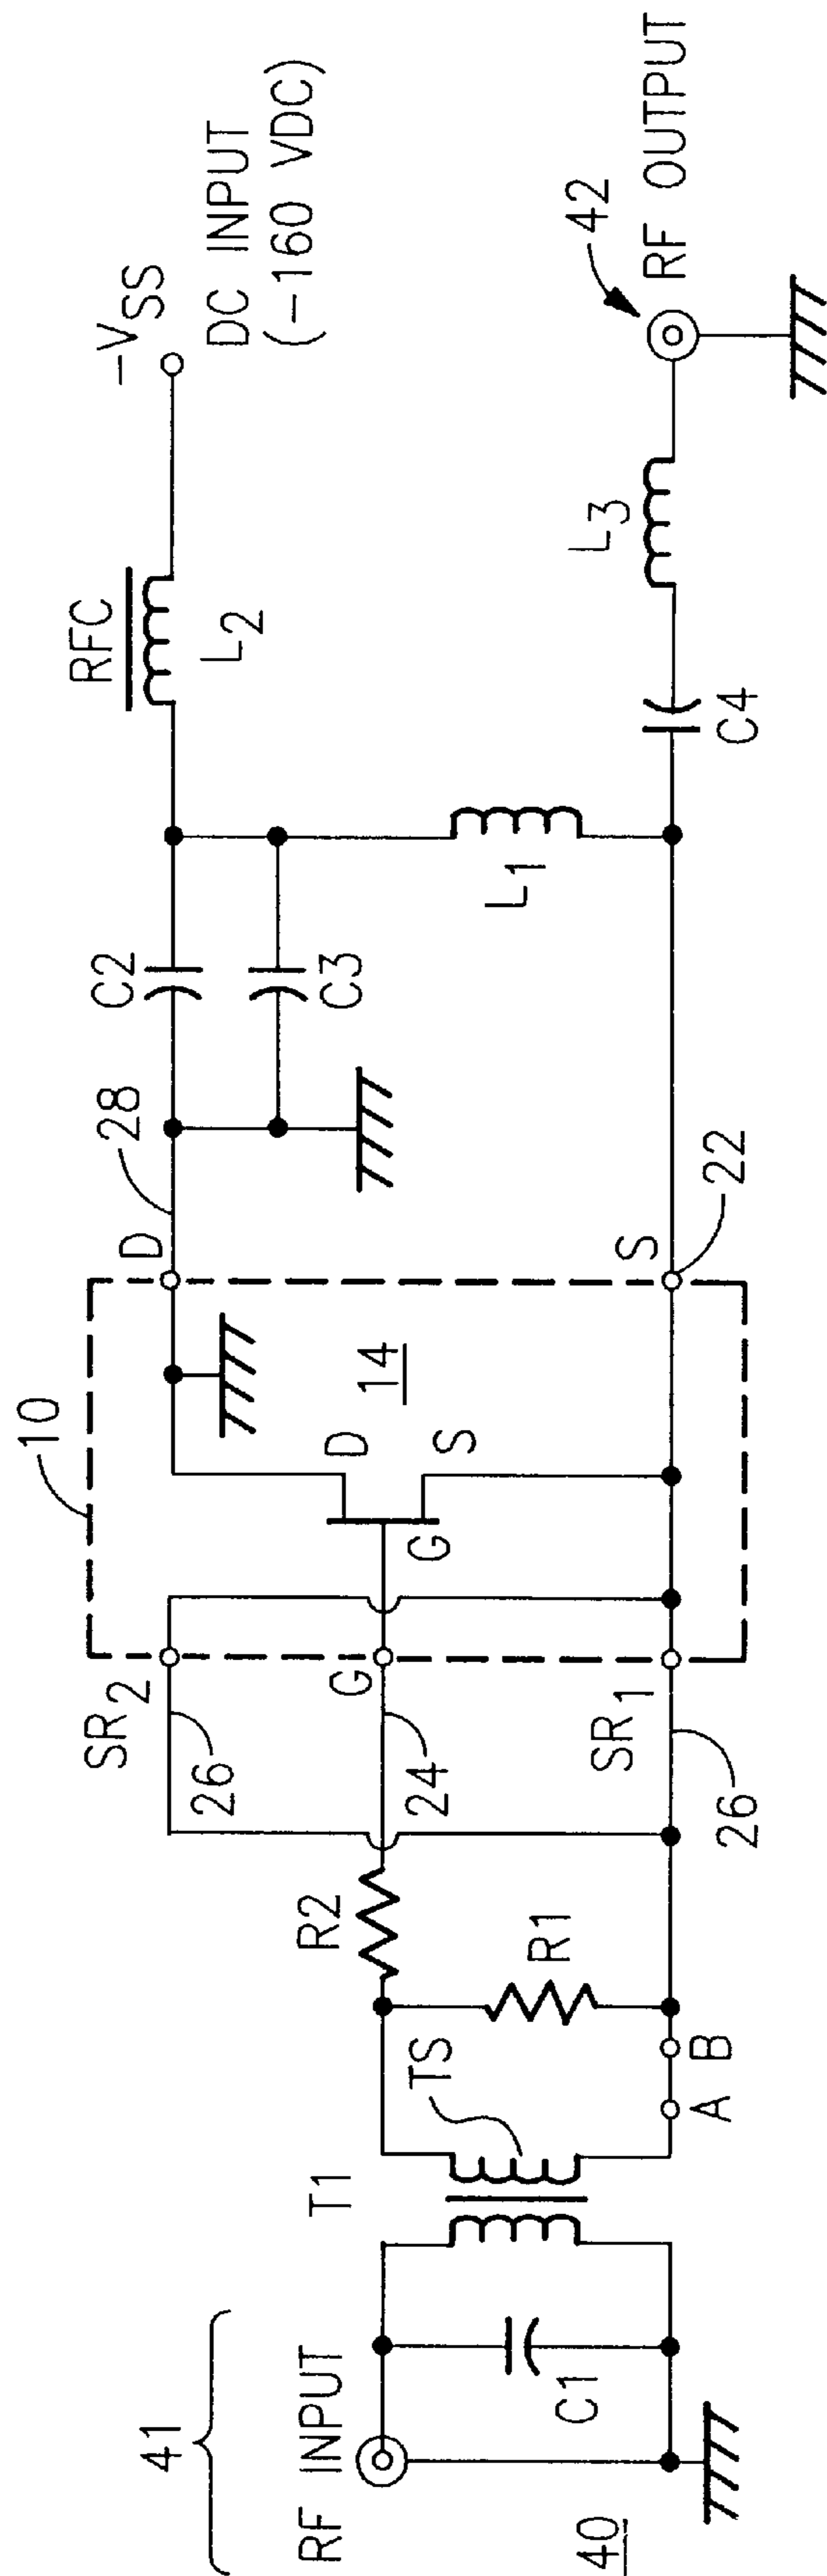 41
RF INPUT
40
C1
T1
TS
A
B
R1
R2
SR2
26
G
24
SR1
26
10
G
D
S
14
D
28
S
22
C2
C3
L1
RFC
L2
-VSS
DC INPUT
(-160 VDC)
C4
L3
42
RF OUTPUT